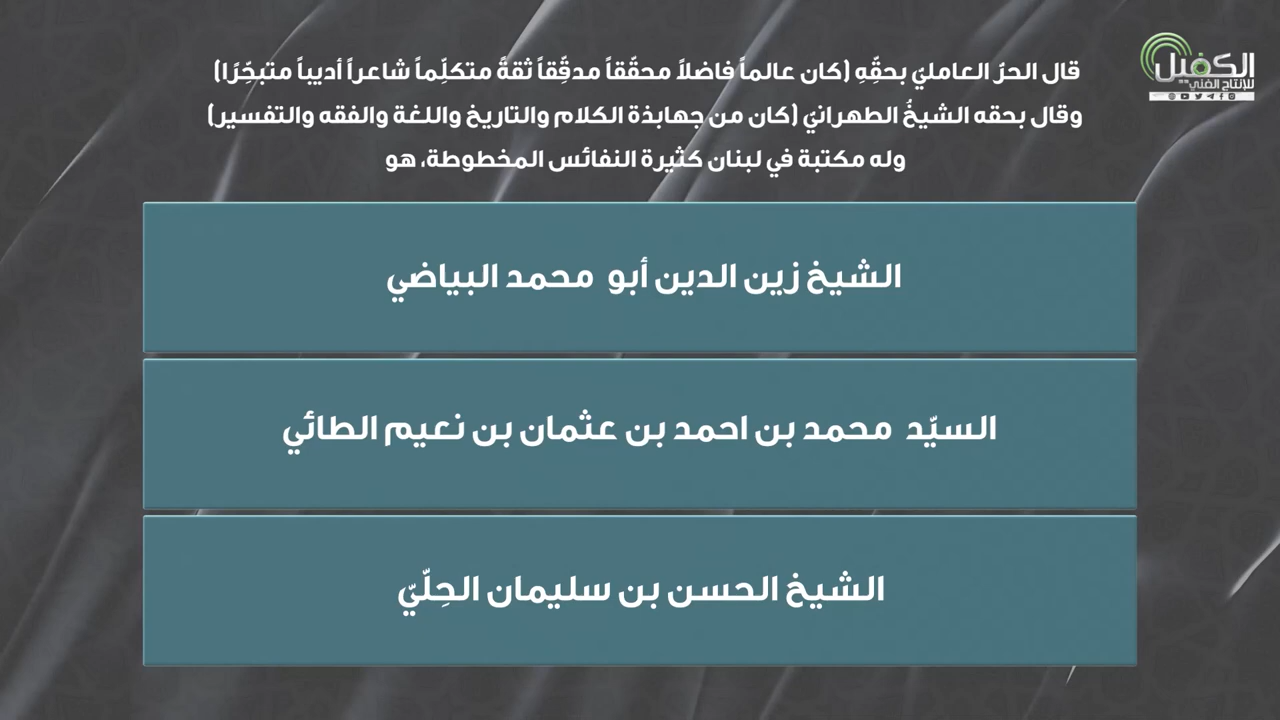 الكفيل
للإنتاج الفني
قال الحرّ العامليّ بحقِّهِ (كان عالماً فاضلاً محقّقاً مدقِّقاً ثقةً متكلِّماً شاعراً أديباً متبحِّرًا)
وقال بحقه الشيخُ الطهرانيّ (كان من جهابذة الكلام والتاريخ واللغة والفقه والتفسير)
وله مكتبة في لبنان كثيرة النفائس المخطوطة، هو
الشيخ زين الدين أبو محمد البياضي
السيّد محمد بن احمد بن عثمان بن نعيم الطائي
الشيخ الحسن بن سليمان الحِلّيّ